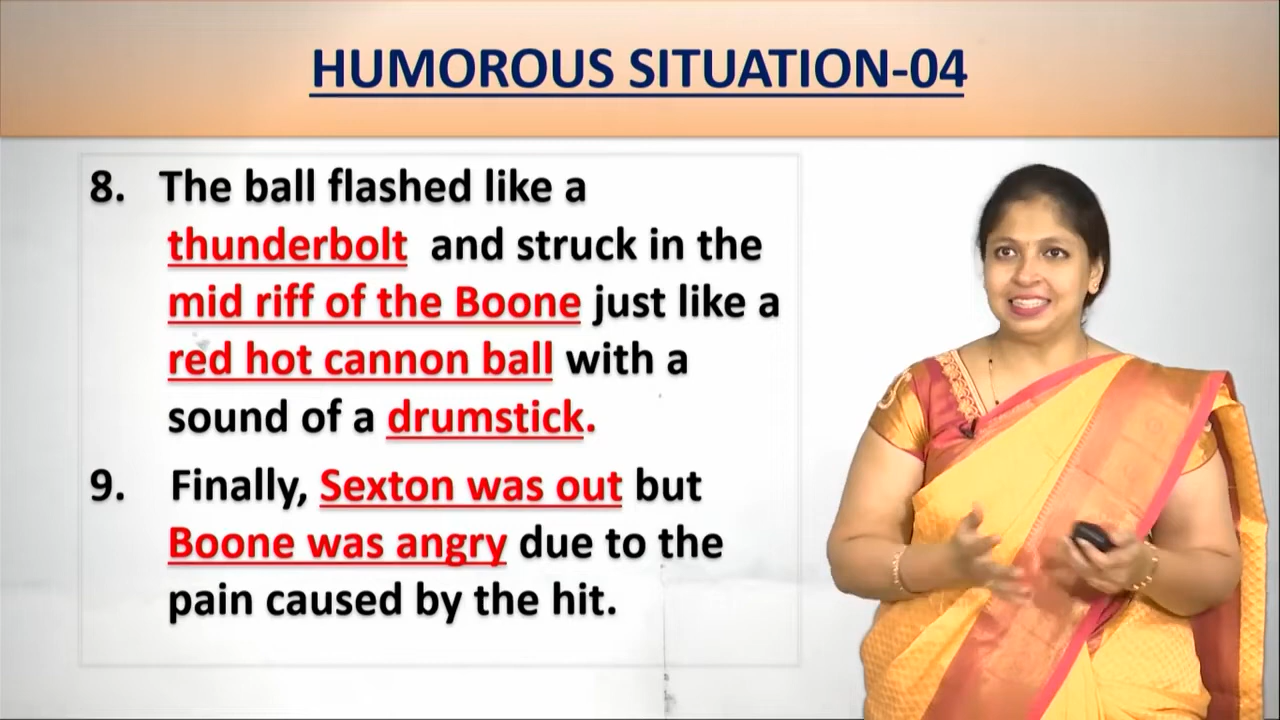 HUMOROUS SITUATION-04
8. The ball flashed like a
thunderbolt and struck in the
mid riff of the Boone just like a
red hot cannon ball with a
sound of a drumstick.
9. Finally, Sexton was out but
Boone was angry due to the
pain caused by the hit.